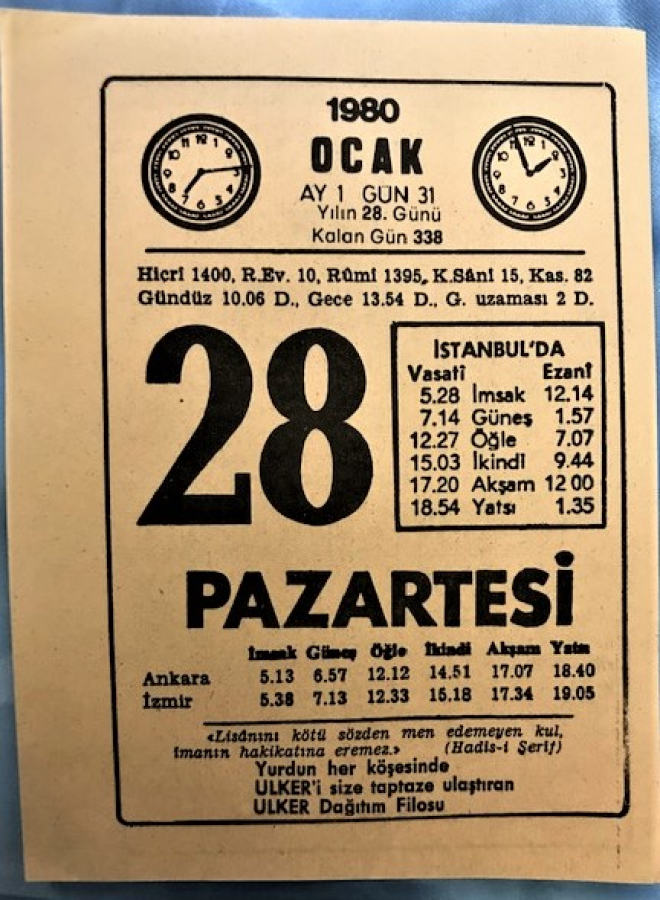 1980
OCAK
AY 1 GÜN 31
Yılın 28. Günü
Kalan Gün 338
Hicrî 1400, R.Ev. 10, Rûmi 1395, K.Sâni 15, Kas. 82
Gündüz 10.06 D., Gece 13.54 D., G. uzaması 2 D.
28
İSTANBUL'DA
Vasatî Ezanî
5.28 İmsak 12.14
7.14 Güneş 1.57
12.27 Öğle 7.07
15.03 İkindi 9.44
17.20 Akşam 12 00
18.54 Yatsı 1.35
PAZARTESİ
İmsak Güneş Öğle İkindi Akşam Yatsı
Ankara 5.13 6.57 12.12 14.51 17.07 18.40
İzmir 5.38 7.13 12.33 15.18 17.34 19.05
«Lisânını kötü sözden men edemeyen kul,
imanın hakikatına eremez.» (Hadis-i Şerif)
Yurdun her köşesinde
ÜLKER'i size taptaze ulaştıran
ÜLKER Dağıtım Filosu